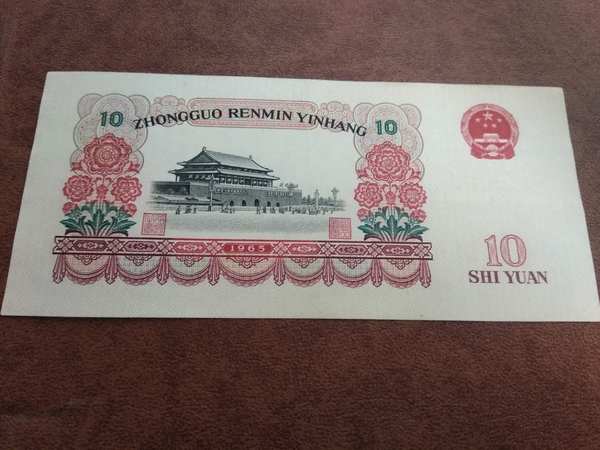 10 ZHONGGUO RENMIN YINHANG 10
1965
10
SHI YUAN